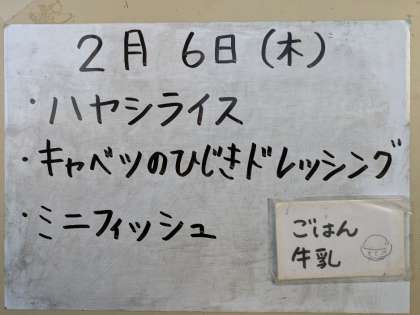 2月 6日(木)
・ハヤシライス
・キャベツのひじきドレッシング
・ミニフィッシュ
ごはん
牛乳